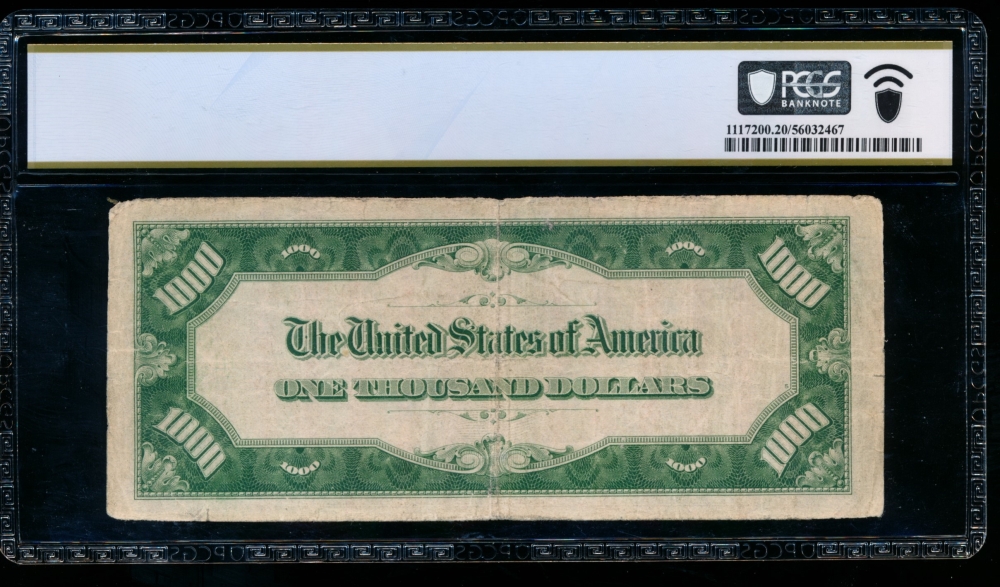 PCGS
BANKNOTE
1117200.20/56032467
1000 1000 1000 1000
The United States of America
ONE THOUSAND DOLLARS
1000 1000 1000 1000